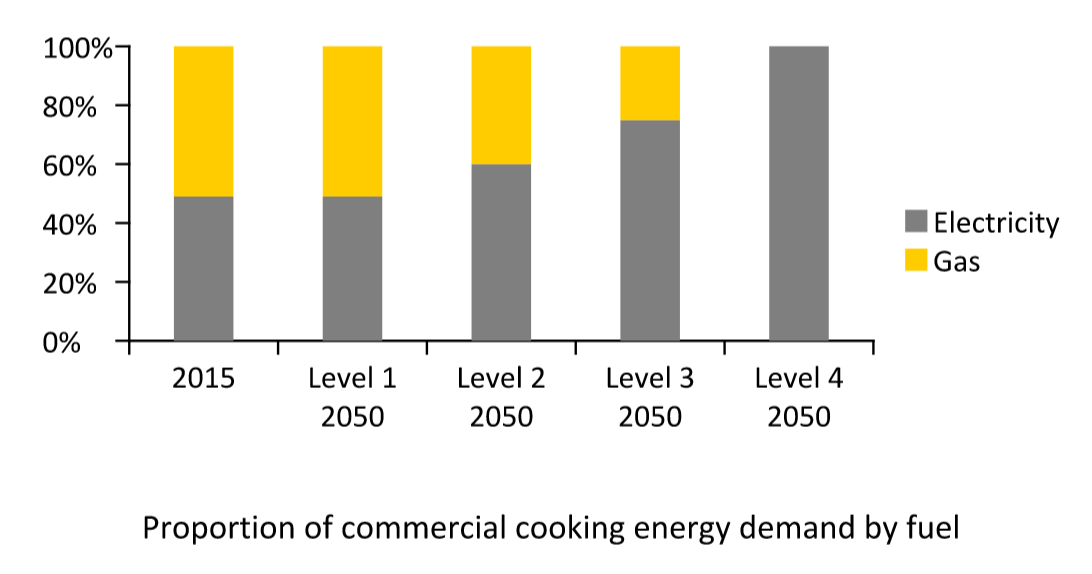 100%
80%
60%
40%
20%
0%
2015
Level 1
2050
Level 2
2050
Level 3
2050
Level 4
2050
Electricity
Gas
Proportion of commercial cooking energy demand by fuel